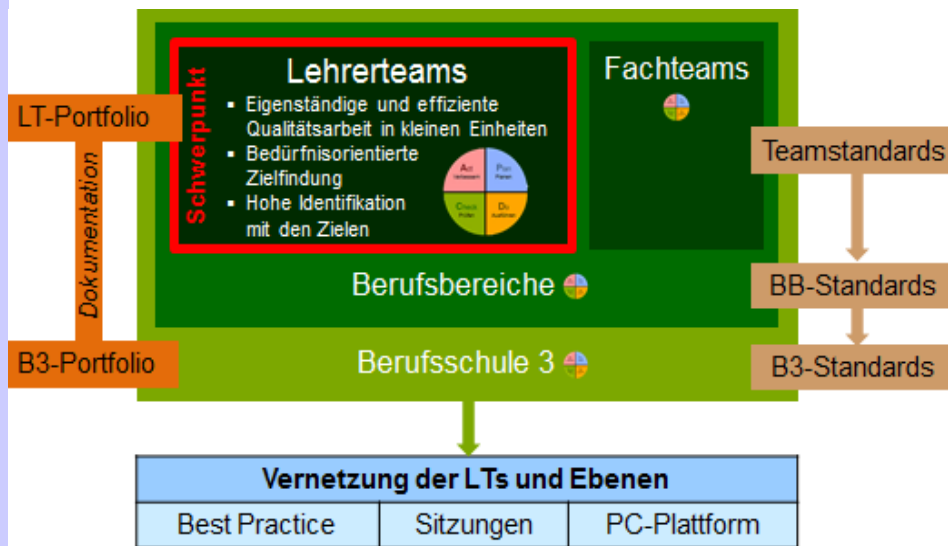 Schwerpunkt
Lehrerteams
▪ Eigenständige und effiziente
Qualitätsarbeit in kleinen Einheiten
▪ Bedürfnisorientierte
Zielfindung
▪ Hohe Identifikation
mit den Zielen
Act
Plan
Check
Do
Fachteams
LT-Portfolio
Dokumentation
B3-Portfolio
Teamstandards
BB-Standards
B3-Standards
Berufsbereiche
Berufsschule 3
Vernetzung der LTs und Ebenen
Best Practice
Sitzungen
PC-Plattform